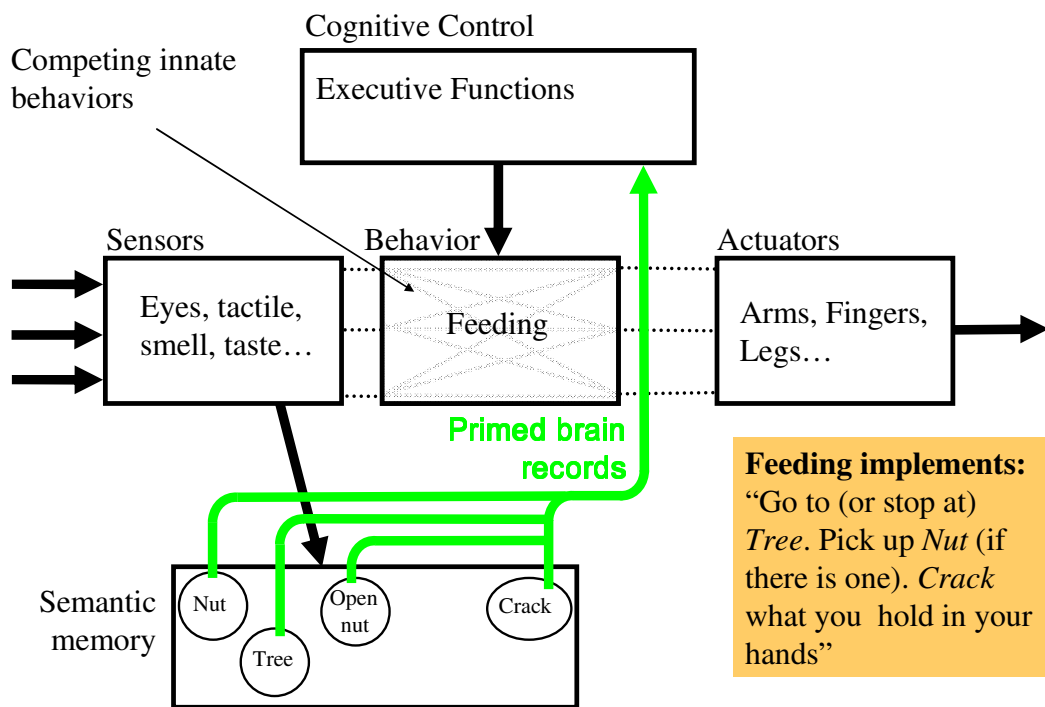 Cognitive Control
Competing innate
behaviors
Executive Functions
Sensors
Behavior
Actuators
Eyes, tactile,
smell, taste…
Feeding
Arms, Fingers,
Legs…
Primed brain
records
Feeding implements:
“Go to (or stop at)
Tree. Pick up Nut (if
there is one). Crack
what you hold in your
hands”
Semantic
memory
Nut
Tree
Open
nut
Crack